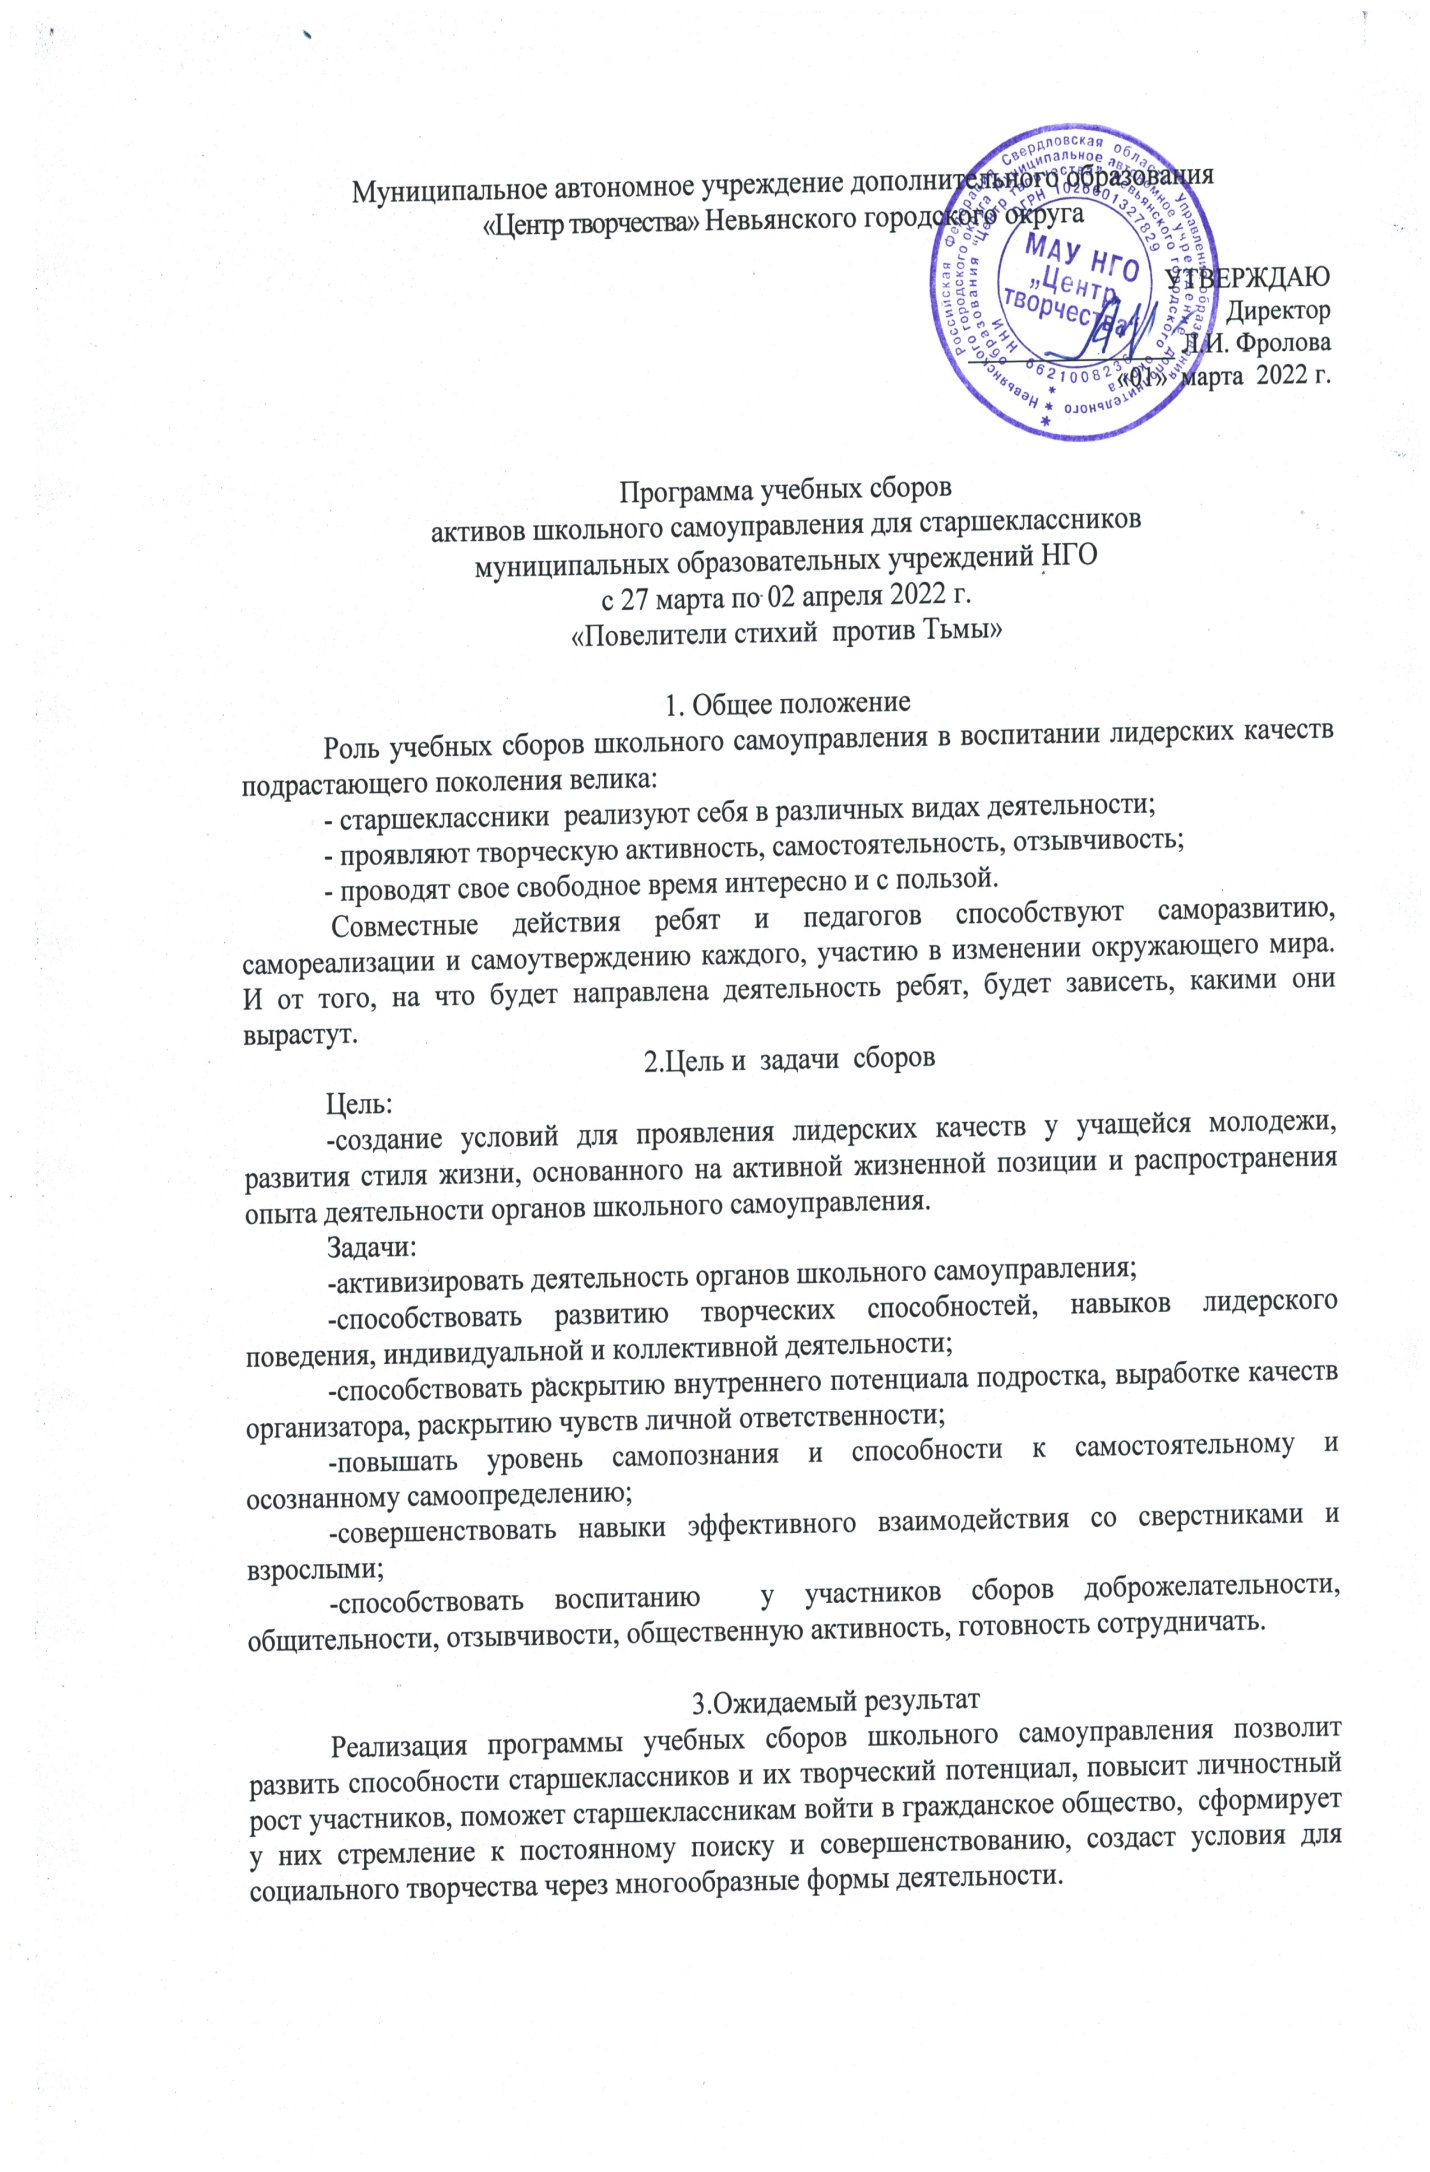 Муниципальное автономное учреждение дополнительного образования
«Центр творчества» Невьянского городского округа
МАУ НГО
„Центр
творчества“
УТВЕРЖДАЮ
Директор
Л.И. Фролова
«01» марта 2022 г.
Программа учебных сборов
активов школьного самоуправления для старшеклассников
муниципальных образовательных учреждений НГО
с 27 марта по 02 апреля 2022 г.
«Повелители стихий против Тьмы»
1. Общее положение
Роль учебных сборов школьного самоуправления в воспитании лидерских качеств
подрастающего поколения велика:
- старшеклассники реализуют себя в различных видах деятельности;
- проявляют творческую активность, самостоятельность, отзывчивость;
- проводят свое свободное время интересно и с пользой.
Совместные действия ребят и педагогов способствуют саморазвитию,
самореализации и самоутверждению каждого, участию в изменении окружающего мира.
И от того, на что будет направлена деятельность ребят, будет зависеть, какими они
вырастут.
2.Цель и задачи сборов
Цель:
-создание условий для проявления лидерских качеств у учащейся молодежи,
развития стиля жизни, основанного на активной жизненной позиции и распространения
опыта деятельности органов школьного самоуправления.
Задачи:
-активизировать деятельность органов школьного самоуправления;
-способствовать развитию творческих способностей, навыков лидерского
поведения, индивидуальной и коллективной деятельности;
-способствовать раскрытию внутреннего потенциала подростка, выработке качеств
организатора, раскрытию чувств личной ответственности;
-повышать уровень самопознания и способности к самостоятельному и
осознанному самоопределению;
-совершенствовать навыки эффективного взаимодействия со сверстниками и
взрослыми;
-способствовать воспитанию у участников сборов доброжелательности,
общительности, отзывчивости, общественную активность, готовность сотрудничать.
3.Ожидаемый результат
Реализация программы учебных сборов школьного самоуправления позволит
развить способности старшеклассников и их творческий потенциал, повысит личностный
рост участников, поможет старшеклассникам войти в гражданское общество, сформирует
у них стремление к постоянному поиску и совершенствованию, создаст условия для
социального творчества через многообразные формы деятельности.